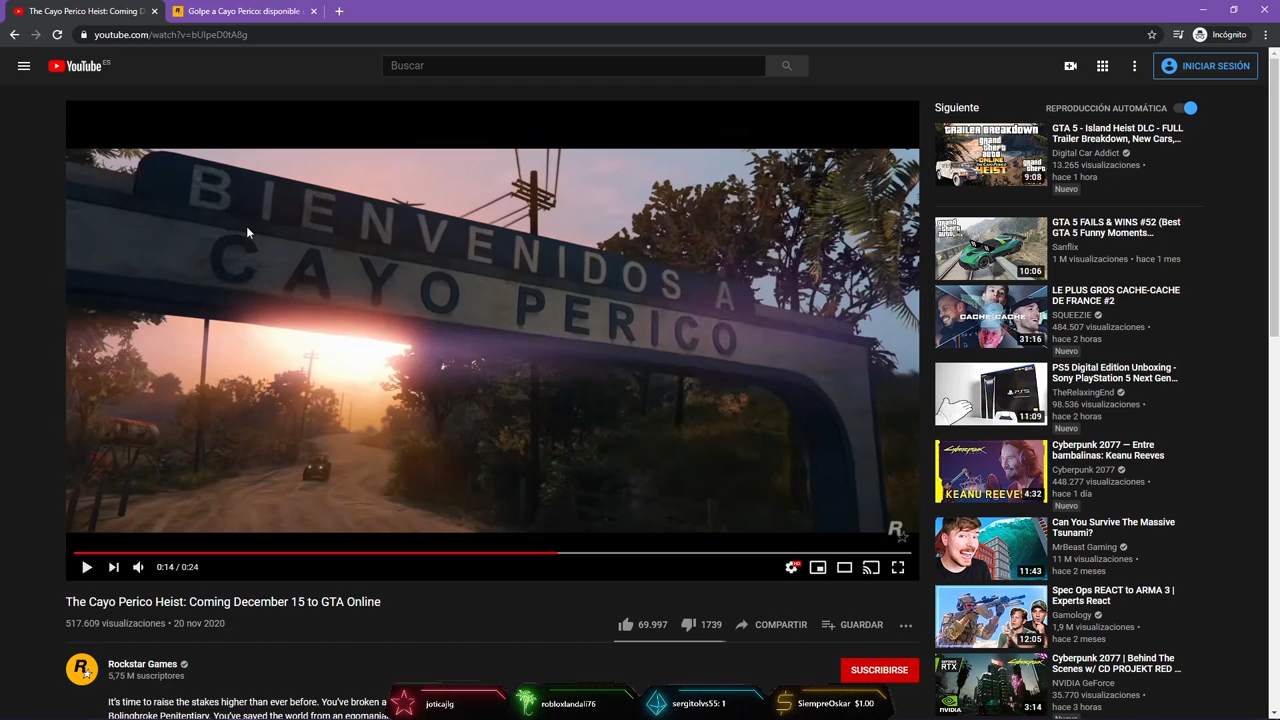 The Cayo Perico Heist: Coming D
Golpe a Cayo Perico: disponible
youtube.com/watch?v=bUIpeD0tA8g
Incógnito
YouTube ES
Buscar
INICIAR SESIÓN
BIENVENIDOS A
CAYO PERICO
0:14 / 0:24
The Cayo Perico Heist: Coming December 15 to GTA Online
517.609 visualizaciones • 20 nov 2020
69.997
1739
COMPARTIR
GUARDAR
Rockstar Games
5,75 M suscriptores
SUSCRIBIRSE
It's time to raise the stakes higher than ever before. You've broken a
Bolingbroke Penitentiary. You've saved the world from an egomania
joticajlg
robloxlandali76
sergitolvs55: 1
SiempreOskar $1.00
Siguiente
REPRODUCCIÓN AUTOMÁTICA
TRAILER BREAKDOWN
9:08
GTA 5 - Island Heist DLC - FULL
Trailer Breakdown, New Cars,...
Digital Car Addict
13.265 visualizaciones •
hace 1 hora
Nuevo
10:06
GTA 5 FAILS & WINS #52 (Best
GTA 5 Funny Moments...
Sanflix
1 M visualizaciones • hace 1 mes
CACHE-CACHE
31:16
LE PLUS GROS CACHE-CACHE
DE FRANCE #2
SQUEEZIE
484.507 visualizaciones •
hace 2 horas
Nuevo
PS5
11:09
PS5 Digital Edition Unboxing -
Sony PlayStation 5 Next Gen...
TheRelaxingEnd
98.536 visualizaciones •
hace 2 horas
Nuevo
KEANU REEVE
4:32
Cyberpunk 2077 — Entre
bambalinas: Keanu Reeves
Cyberpunk 2077
448.277 visualizaciones •
hace 1 día
Nuevo
11:43
Can You Survive The Massive
Tsunami?
MrBeast Gaming
11 M visualizaciones •
hace 2 meses
12:05
Spec Ops REACT to ARMA 3 |
Experts React
Gamology
1,9 M visualizaciones •
hace 2 meses
RTX
NVIDIA
3:14
Cyberpunk 2077 | Behind The
Scenes w/ CD PROJEKT RED ...
NVIDIA GeForce
35.770 visualizaciones •
hace 3 horas